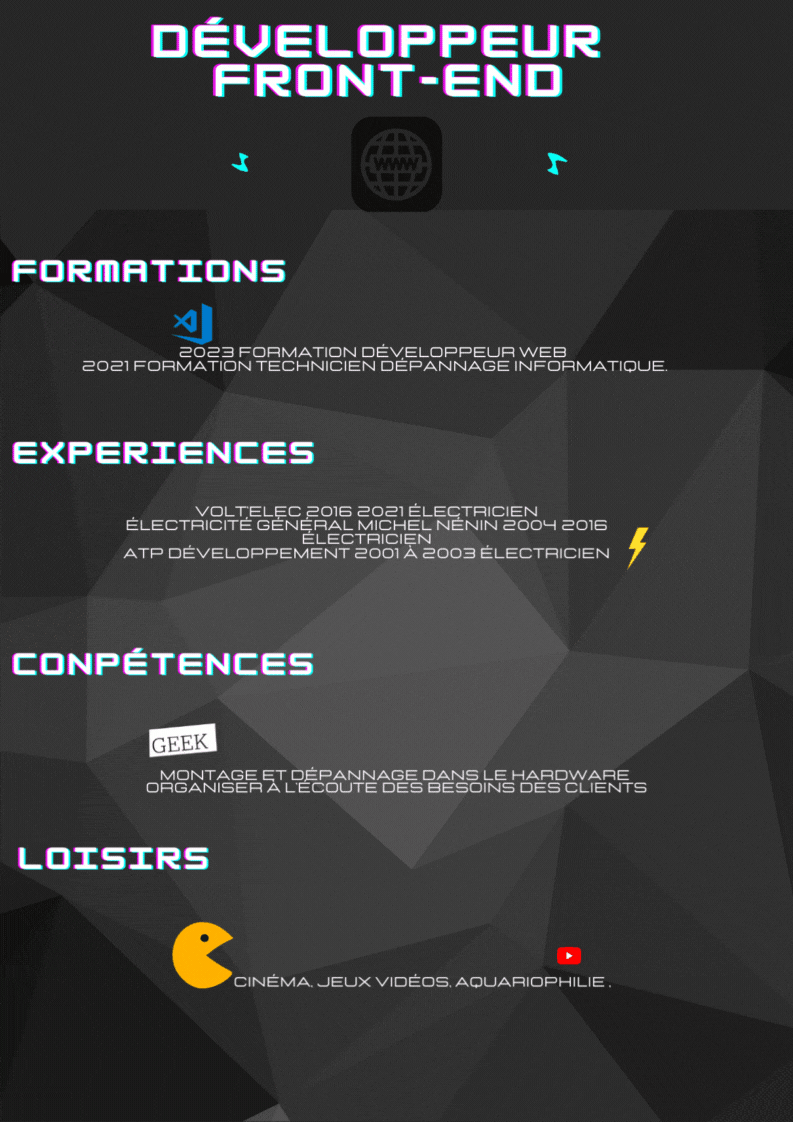 DÉVELOPPEUR
FRONT-END
WWW
FORMATIONS
2023 FORMATION DÉVELOPPEUR WEB
2021 FORMATION TECHNICIEN DÉPANNAGE INFORMATIQUE.
EXPERIENCES
VOLT'ELEC 2016 2021 ÉLECTRICIEN
ÉLECTRICITÉ GÉNÉRAL MICHEL NÉNIN 2004 2016
ÉLECTRICIEN
ATP DÉVELOPPEMENT 2001 À 2003 ÉLECTRICIEN
CONPÉTENCES
GEEK
MONTAGE ET DÉPANNAGE DANS LE HARDWARE
ORGANISER À L'ÉCOUTE DES BESOINS DES CLIENTS
LOISIRS
CINÉMA, JEUX VIDÉOS, AQUARIOPHILIE .